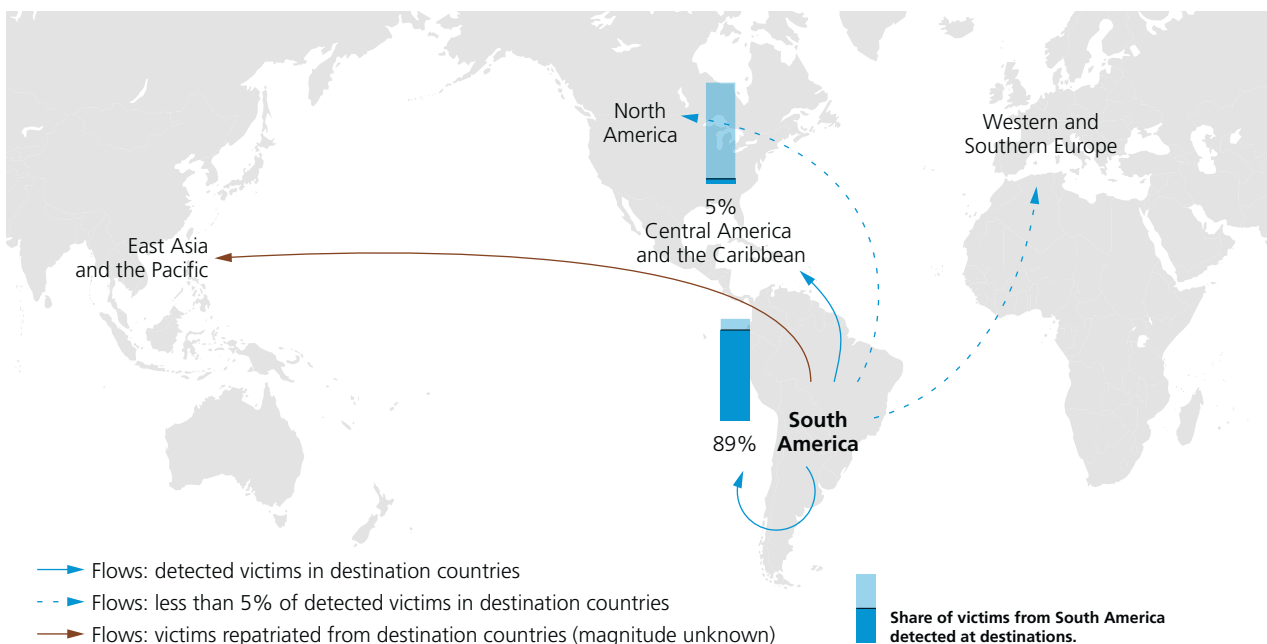 North
America
Western and
Southern Europe
5%
Central America
and the Caribbean
East Asia
and the Pacific
89%
South
America
Flows: detected victims in destination countries
Flows: less than 5% of detected victims in destination countries
Flows: victims repatriated from destination countries (magnitude unknown)
Share of victims from South America
detected at destinations.